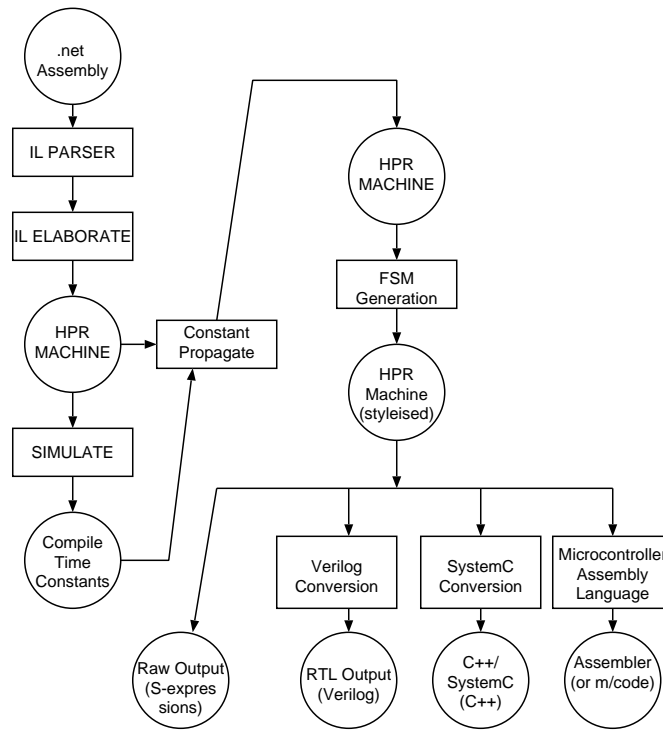 .net
Assembly
IL PARSER
IL ELABORATE
HPR
MACHINE
SIMULATE
Compile
Time
Constants
Constant
Propagate
HPR
MACHINE
FSM
Generation
HPR
Machine
(styleised)
Verilog
Conversion
SystemC
Conversion
Microcontroller
Assembly
Language
Raw Output
(S-expres
sions)
RTL Output
(Verilog)
C++/
SystemC
(C++)
Assembler
(or m/code)